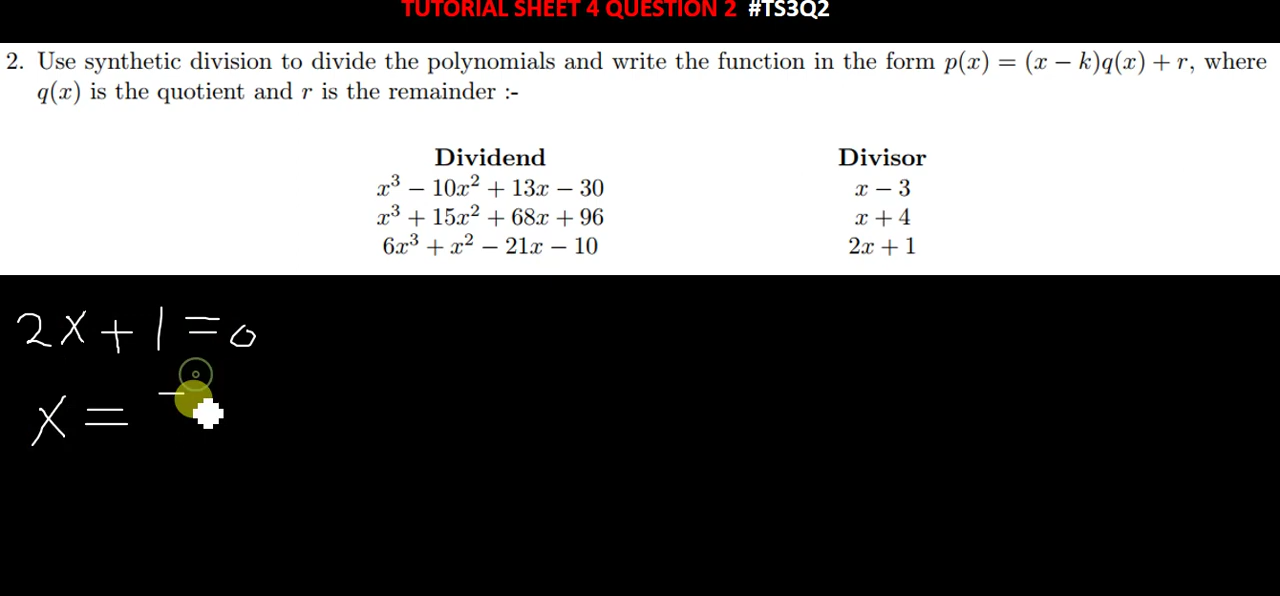 TUTORIAL SHEET 4 QUESTION 2 #TS3Q2
2. Use synthetic division to divide the polynomials and write the function in the form p(x) = (x − k)q(x) + r, where
q(x) is the quotient and r is the remainder :-
Dividend Divisor
x³ − 10x² + 13x − 30 x − 3
x³ + 15x² + 68x + 96 x + 4
6x³ + x² − 21x − 10 2x + 1
2x + 1 = 0
x = −